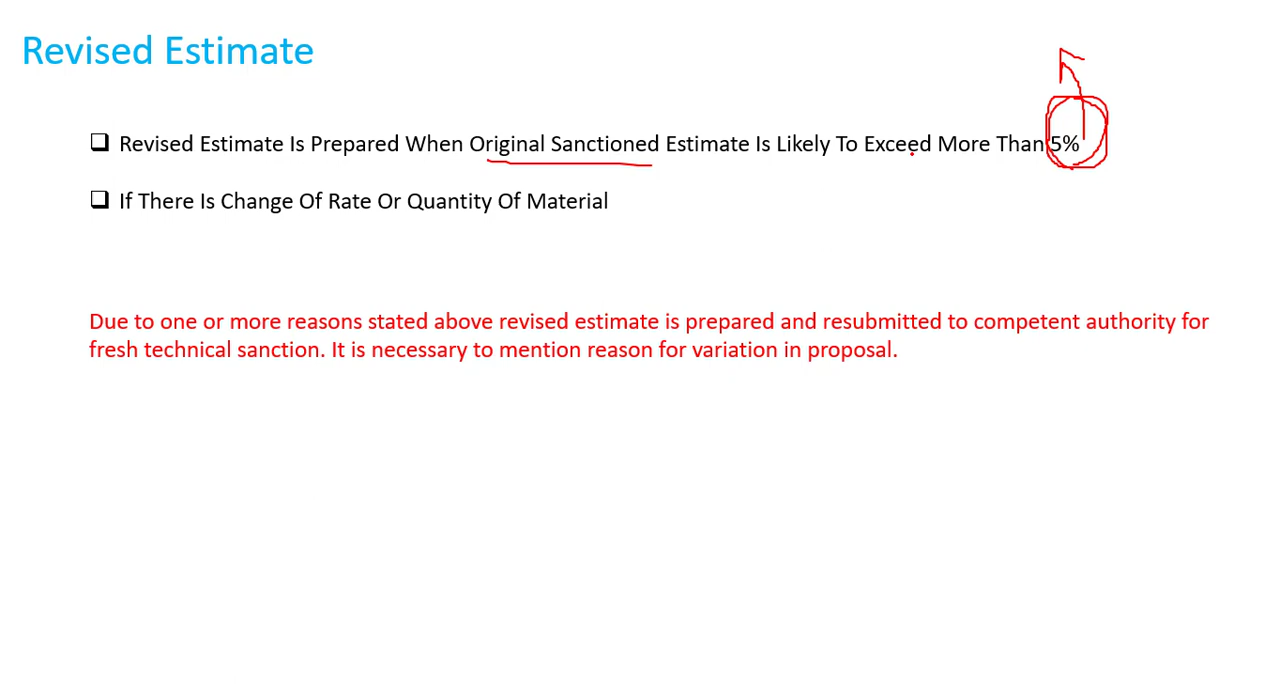 Revised Estimate
❑ Revised Estimate Is Prepared When Original Sanctioned Estimate Is Likely To Exceed More Than 5%
❑ If There Is Change Of Rate Or Quantity Of Material
Due to one or more reasons stated above revised estimate is prepared and resubmitted to competent authority for
fresh technical sanction. It is necessary to mention reason for variation in proposal.